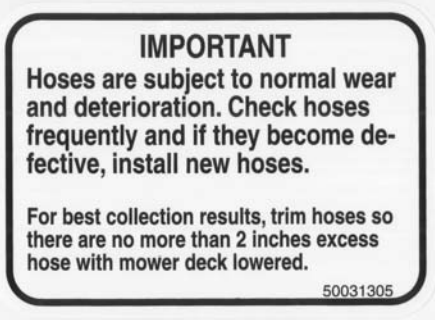 IMPORTANT
Hoses are subject to normal wear
and deterioration. Check hoses
frequently and if they become de-
fective, install new hoses.
For best collection results, trim hoses so
there are no more than 2 inches excess
hose with mower deck lowered.
50031305